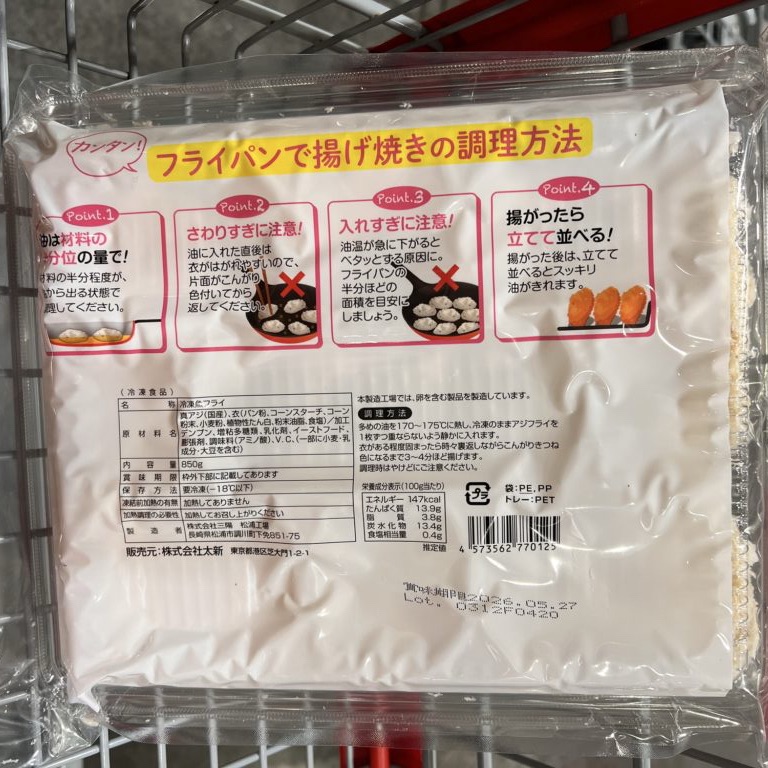 カンタン!
フライパンで揚げ焼きの調理方法
Point.1
は材料の
分位の量で!
料の半分程度が、
から出る状態で
してください。
Point.2
さわりすぎに注意!
油に入れた直後は
衣がはがれやすいので、
片面がこんがり
色付いてから
返してください。
Point.3
入れすぎに注意!
油温が急に下がると
ベタッとする原因に。
フライパンの
半分ほどの
面積を目安に
しましょう。
Point.4
揚がったら
立てて並べる!
揚がった後は、立てて
並べるとスッキリ
油がきれます。
(冷凍食品)
名 称 冷凍魚フライ
原材料名 真アジ(国産)、衣(パン粉、コーンスターチ、コーン
粉末、小麦粉、植物性たん白、粉末油脂、食塩)/加工
デンプン、増粘多糖類、乳化剤、イーストフード、
膨張剤、調味料(アミノ酸)、V.C、(一部に小麦・乳
成分・大豆を含む)
内容量 850g
賞味期限 枠外下部に記載してあります
保存方法 要冷凍(-18℃以下)
凍結前加熱の有無 加熱してありません
加熱調理の必要性 加熱してお召し上がりください
製造者 株式会社三陽 松浦工場
長崎県松浦市調川町下免851-75
販売元:株式会社太新 東京都港区芝大門1-2-1
本製造工場では、卵を含む製品を製造しています。
調理方法
多めの油を170〜175℃に熱し、冷凍のままアジフライを
1枚ずつ重ならないよう静かに入れます。
衣がある程度固まったら時々裏返しながらこんがりきつね
色になるまで3〜4分ほど揚げます。
調理時はやけどにご注意ください。
栄養成分表示(100g当たり)
エネルギー 147kcal
たんぱく質 13.9g
脂質 3.8g
炭水化物 13.4g
食塩相当量 0.4g
推定値
プラ
袋:PE,PP
トレー:PET
4 573562 770125
賞味期限2026.05.27
Lot. 0312F0420